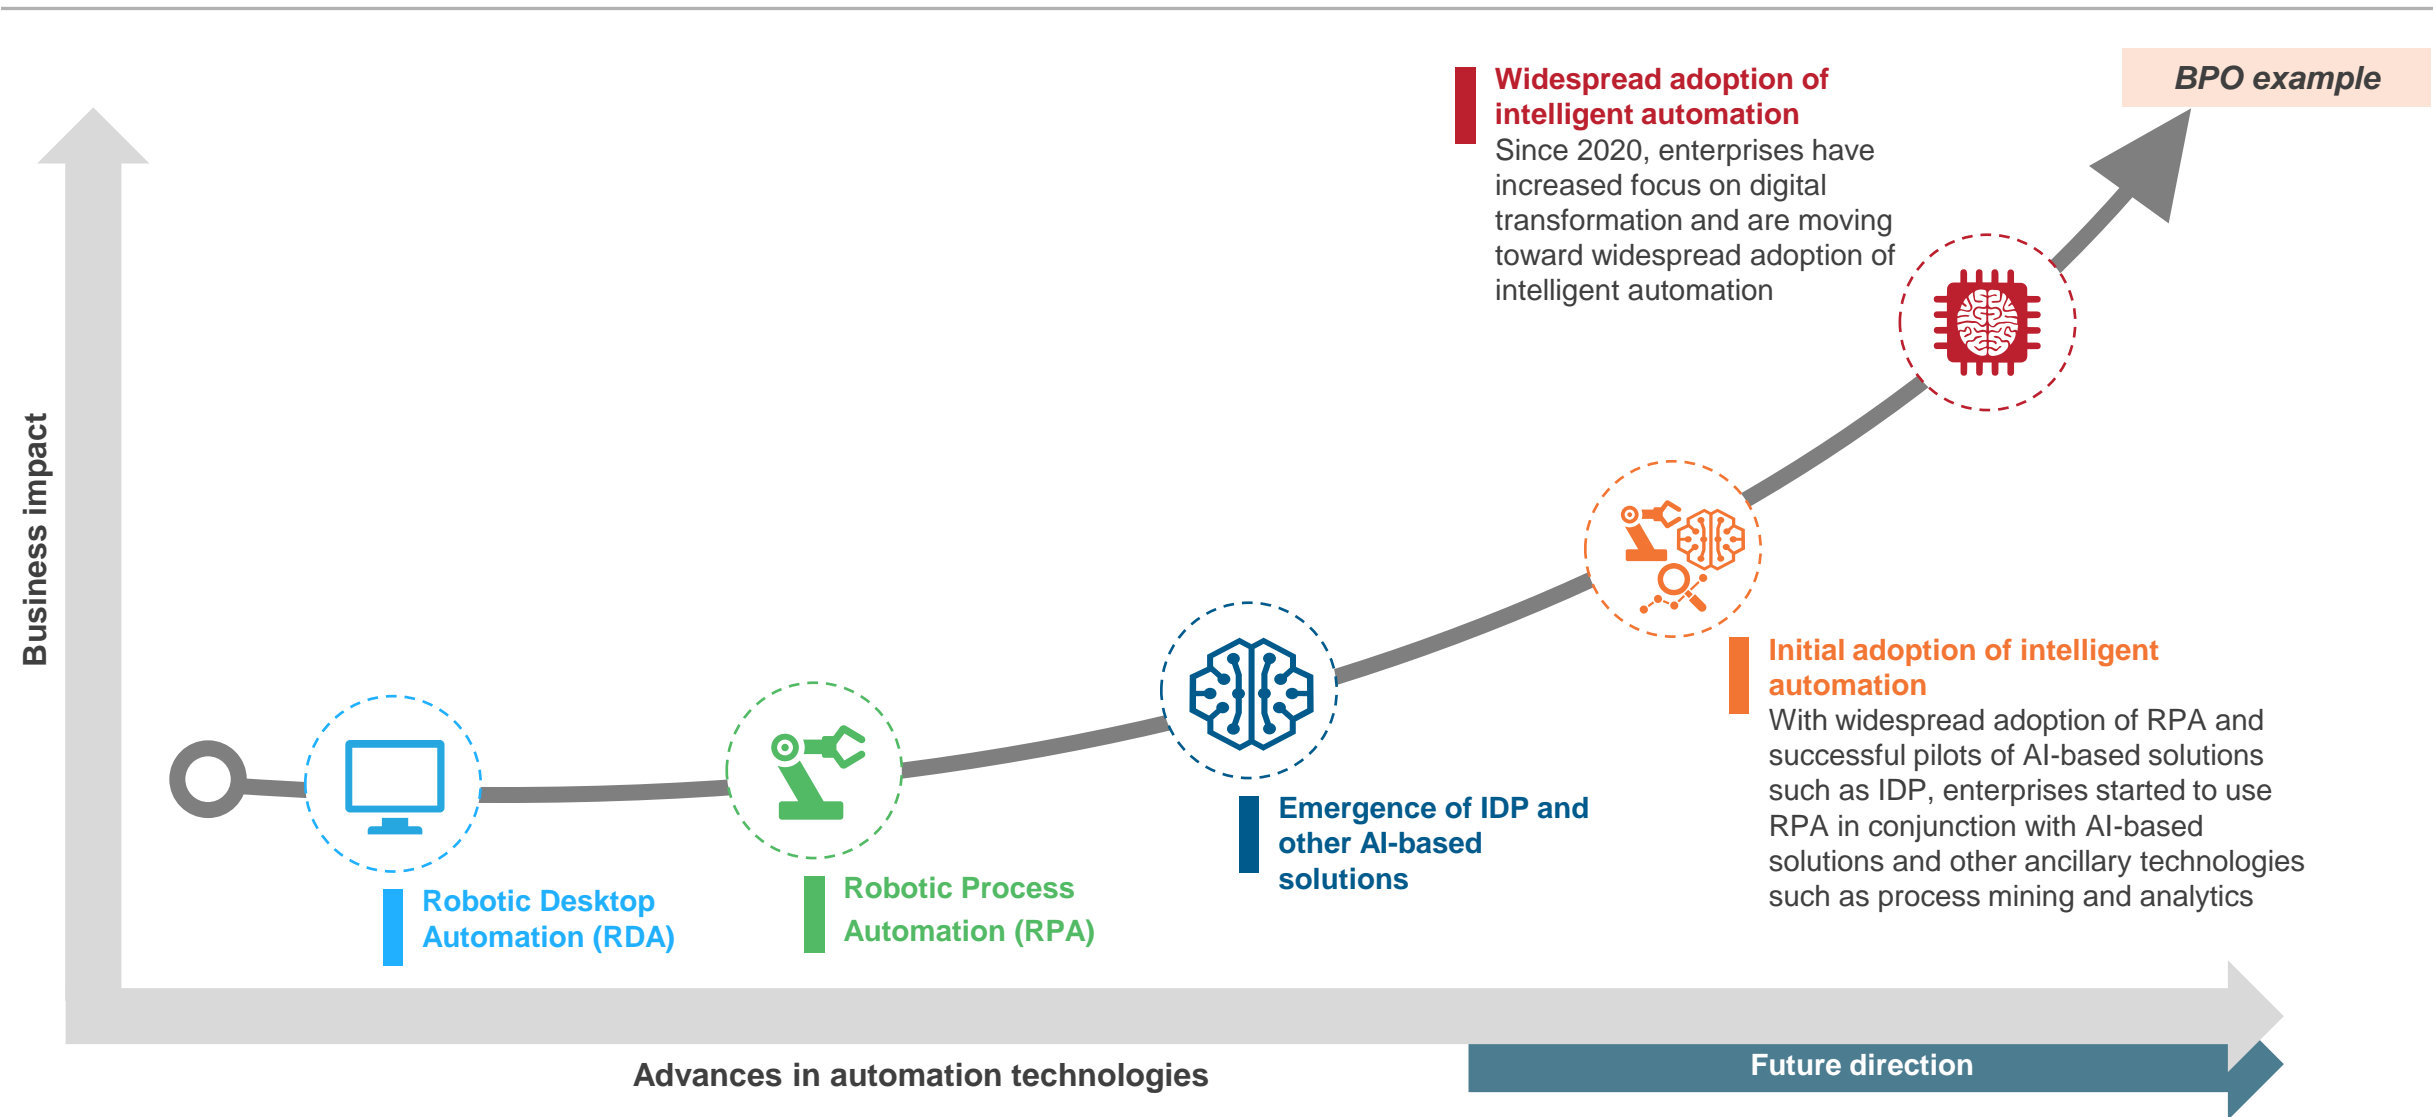 BPO example
Widespread adoption of
intelligent automation
Since 2020, enterprises have
increased focus on digital
transformation and are moving
toward widespread adoption of
intelligent automation
Business impact
Initial adoption of intelligent
automation
With widespread adoption of RPA and
successful pilots of AI-based solutions
such as IDP, enterprises started to use
RPA in conjunction with AI-based
solutions and other ancillary technologies
such as process mining and analytics
Emergence of IDP and
other AI-based
solutions
Robotic Process
Automation (RPA)
Robotic Desktop
Automation (RDA)
Advances in automation technologies
Future direction